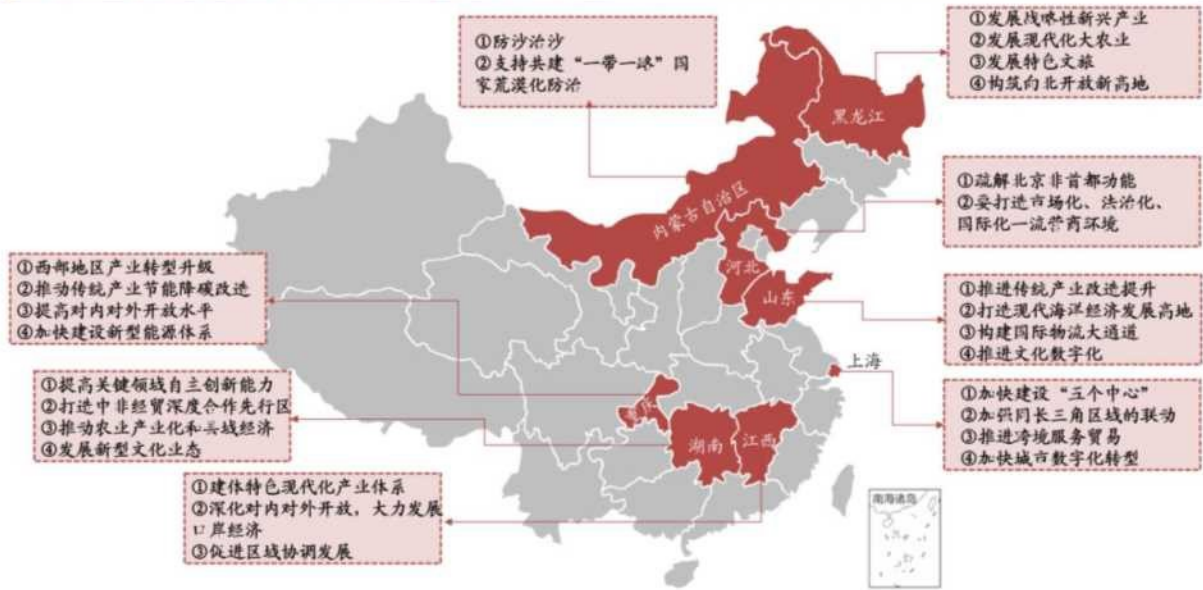 ①防沙治沙
②支持共建“一带一路”国
家荒漠化防治
①发展战略性新兴产业
②发展现代化大农业
③发展特色文旅
④构筑向北开放新高地
黑龙江
内蒙古自治区
①疏解北京非首都功能
②要打造市场化、法治化、
国际化一流营商环境
河北
山东
①西部地区产业转型升级
②推动传统产业节能降碳改进
③提高对内对外开放水平
④加快建设新型能源体系
①推进传统产业改进提升
②打造现代海洋经济发展高地
③构建国际物流大通道
④推进文化数字化
上海
①提高关键领域自主创新能力
②打造中非经贸深度合作先行区
③推动农业产业化和县域经济
④发展新型文化业态
重庆
湖南
江西
①加快建设“五个中心”
②加强同长三角区域的联动
③推进跨境服务贸易
④加快城市数字化转型
①建体特色现代化产业体系
②深化对内对外开放，大力发展
口岸经济
③促进区域协调发展
南海诸岛